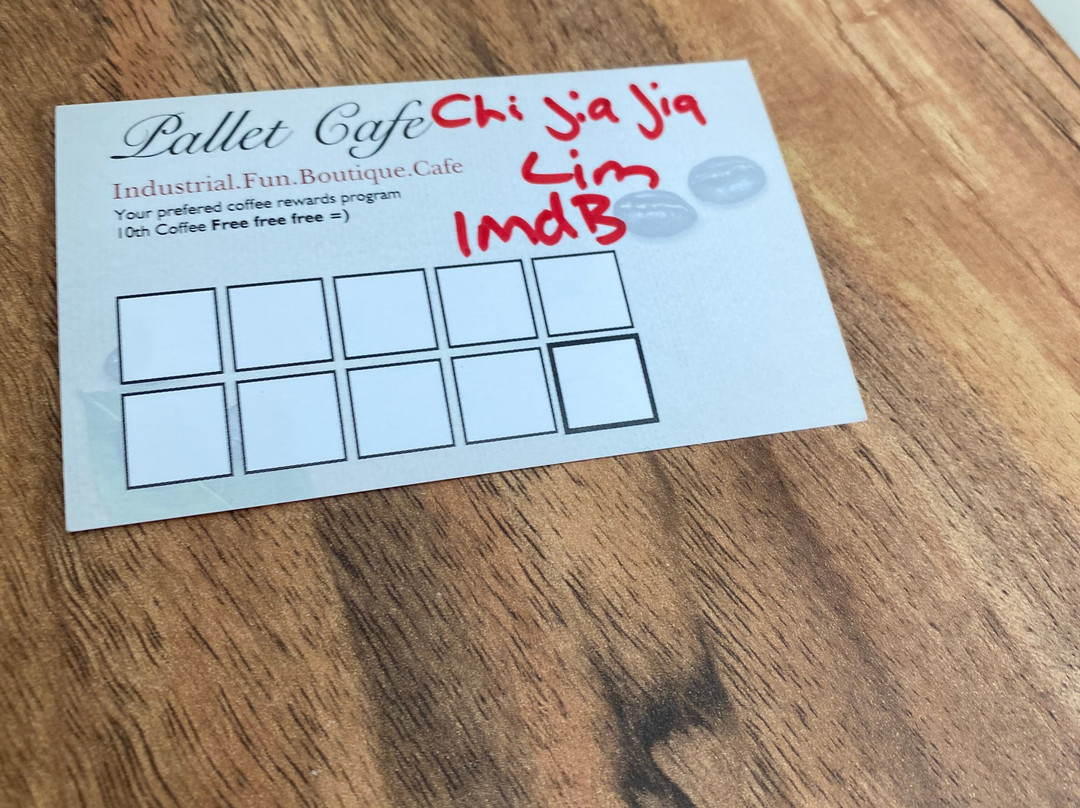 Pallet Cafe
Chi Jia Jia
Industrial.Fun.Boutique.Cafe
Lim
Your prefered coffee rewards program
10th Coffee Free free free =)
ImdB